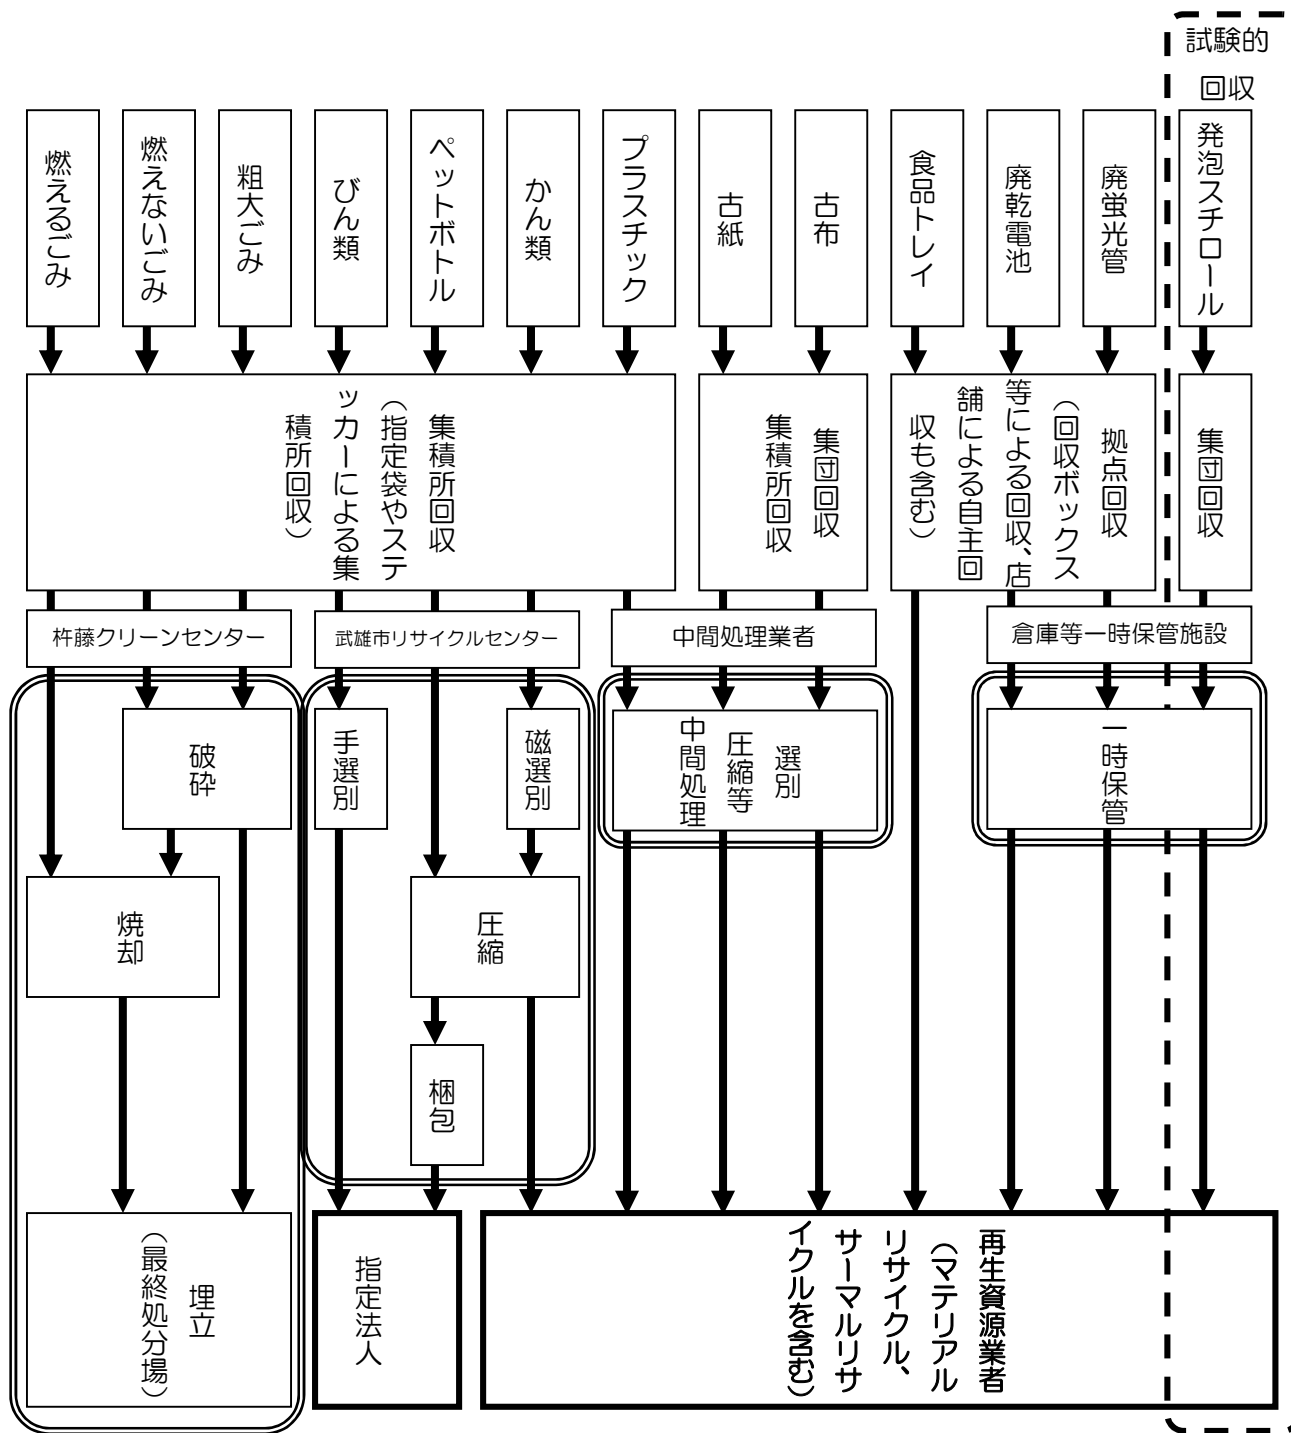 試験的
回収
燃えるごみ
燃えないごみ
粗大ごみ
びん類
ペットボトル
かん類
プラスチック
古紙
古布
食品トレイ
廃乾電池
廃蛍光管
発泡スチロール
集積所回収
(指定袋やステ
ッカーによる集
積所回収)
集団回収
集積所回収
拠点回収
(回収ボックス
等による回収、店
舗による自主回
収も含む)
集団回収
杵藤クリーンセンター
武雄市リサイクルセンター
中間処理業者
倉庫等一時保管施設
破砕
手選別
磁選別
選別
圧縮等
中間処理
一時保管
焼却
圧縮
梱包
埋立
(最終処分場)
指定法人
再生資源業者
(マテリアル
リサイクル、
サーマルリサ
イクルを含む)